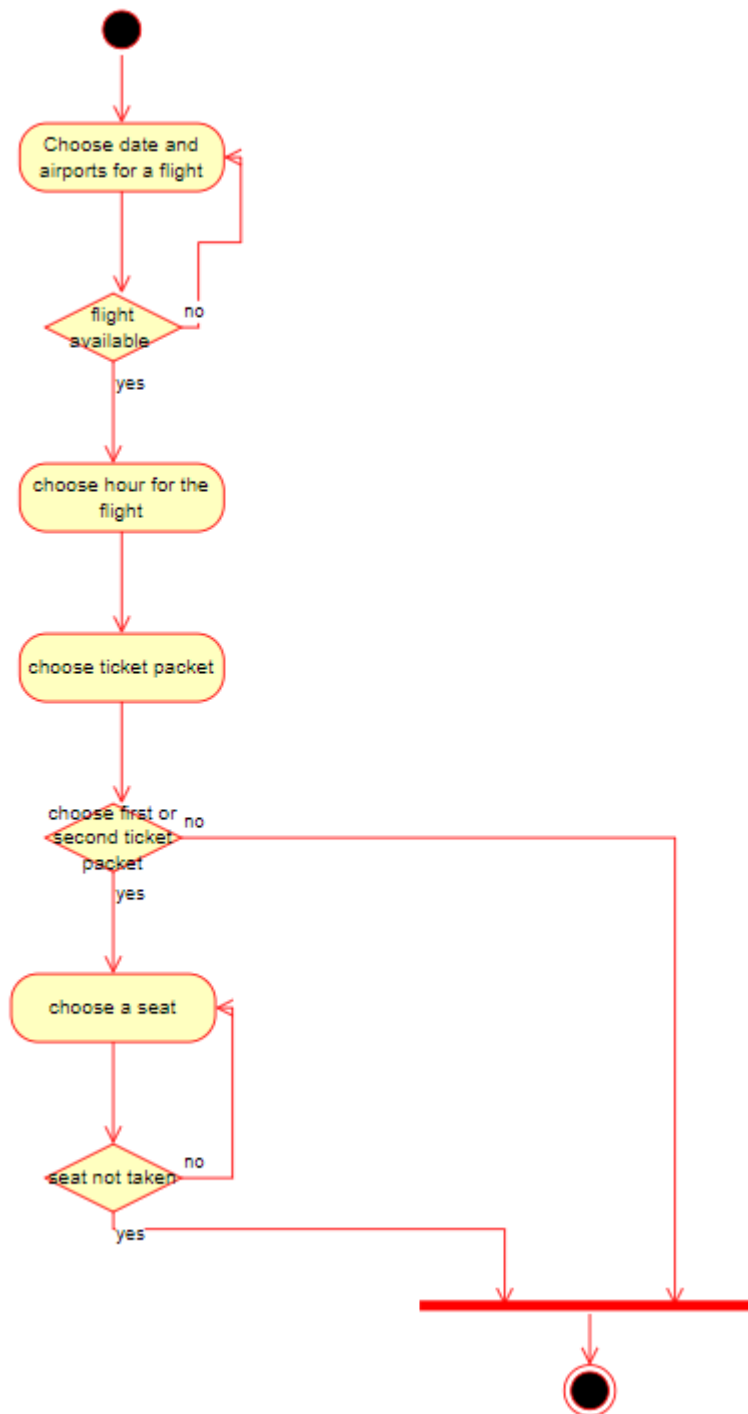 Choose date and
airports for a flight
flight
available
no
yes
choose hour for the
flight
choose ticket packet
choose first or
second ticket
packet
no
yes
choose a seat
seat not taken
no
yes